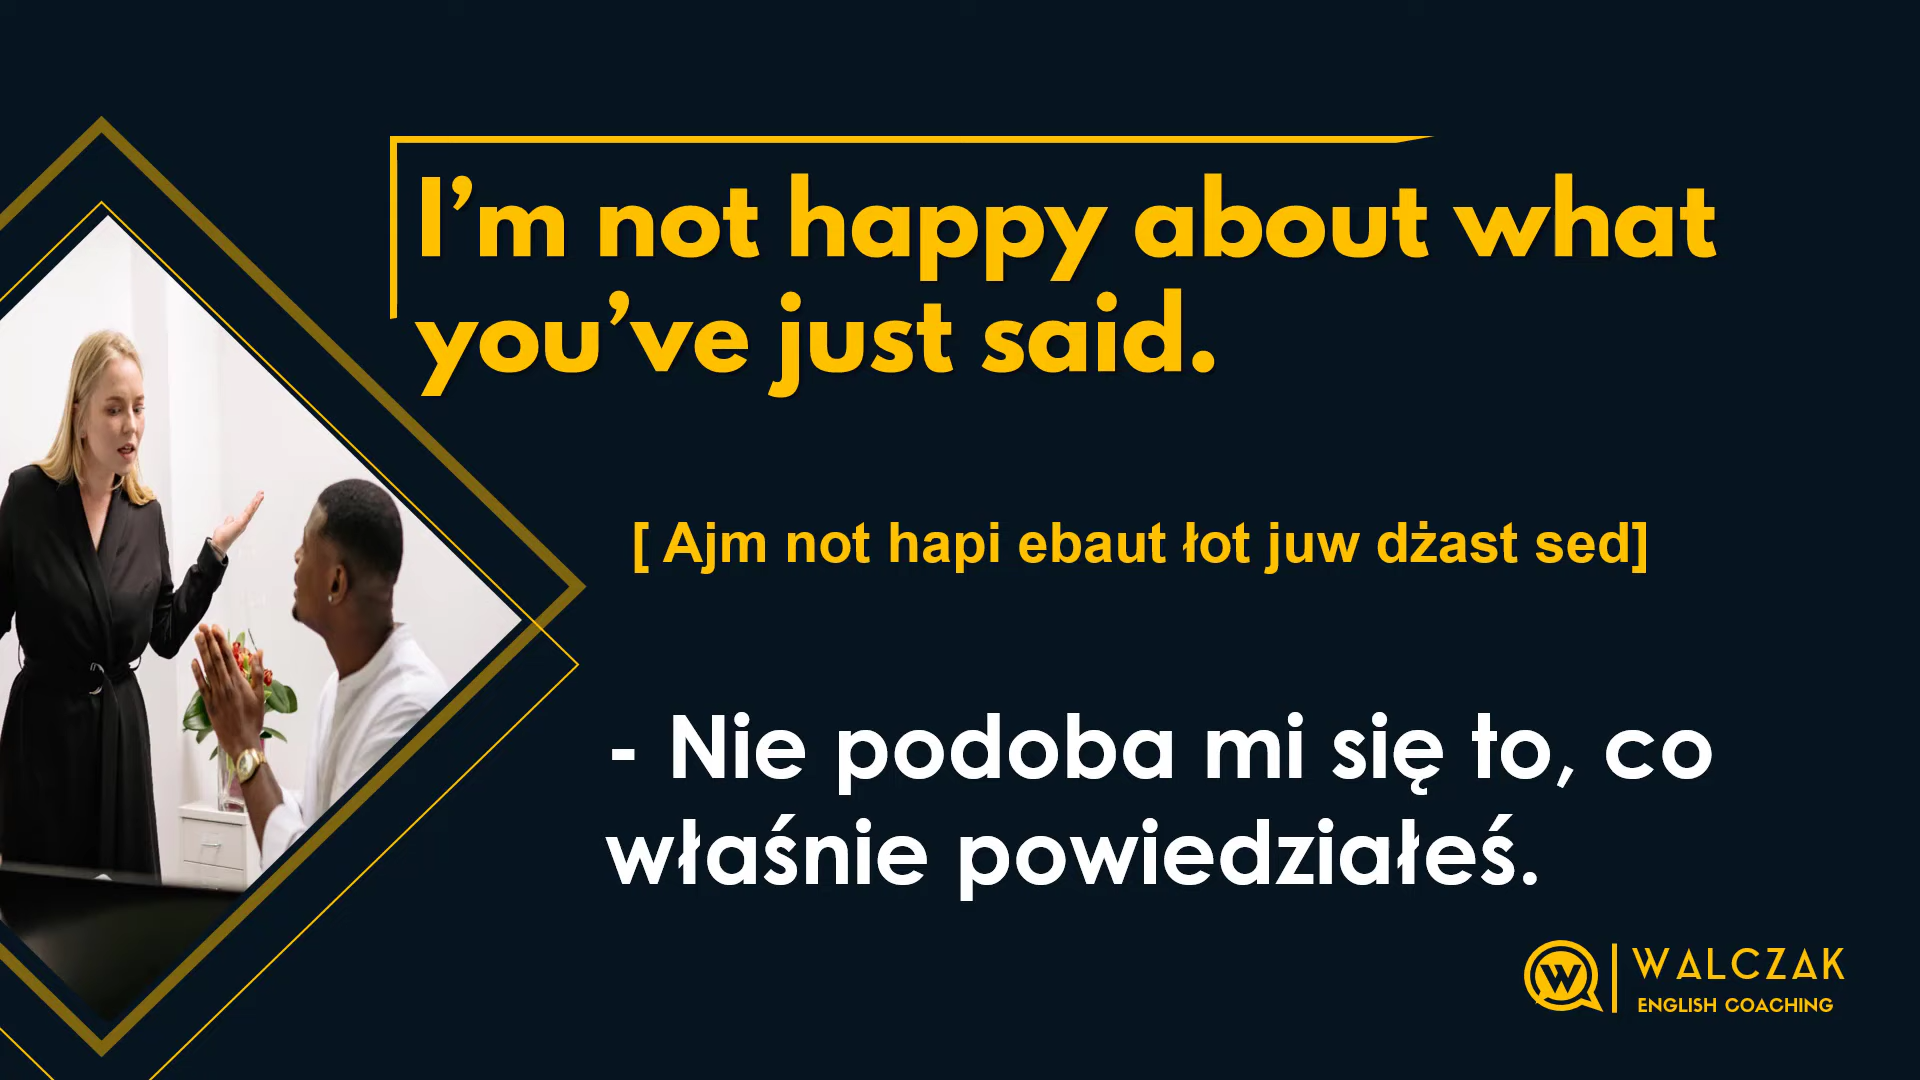 I’m not happy about what
you’ve just said.
[ Ajm not hapi ebaut łot juw dżast sed]
- Nie podoba mi się to, co
właśnie powiedziałeś.
W
WALCZAK
ENGLISH COACHING